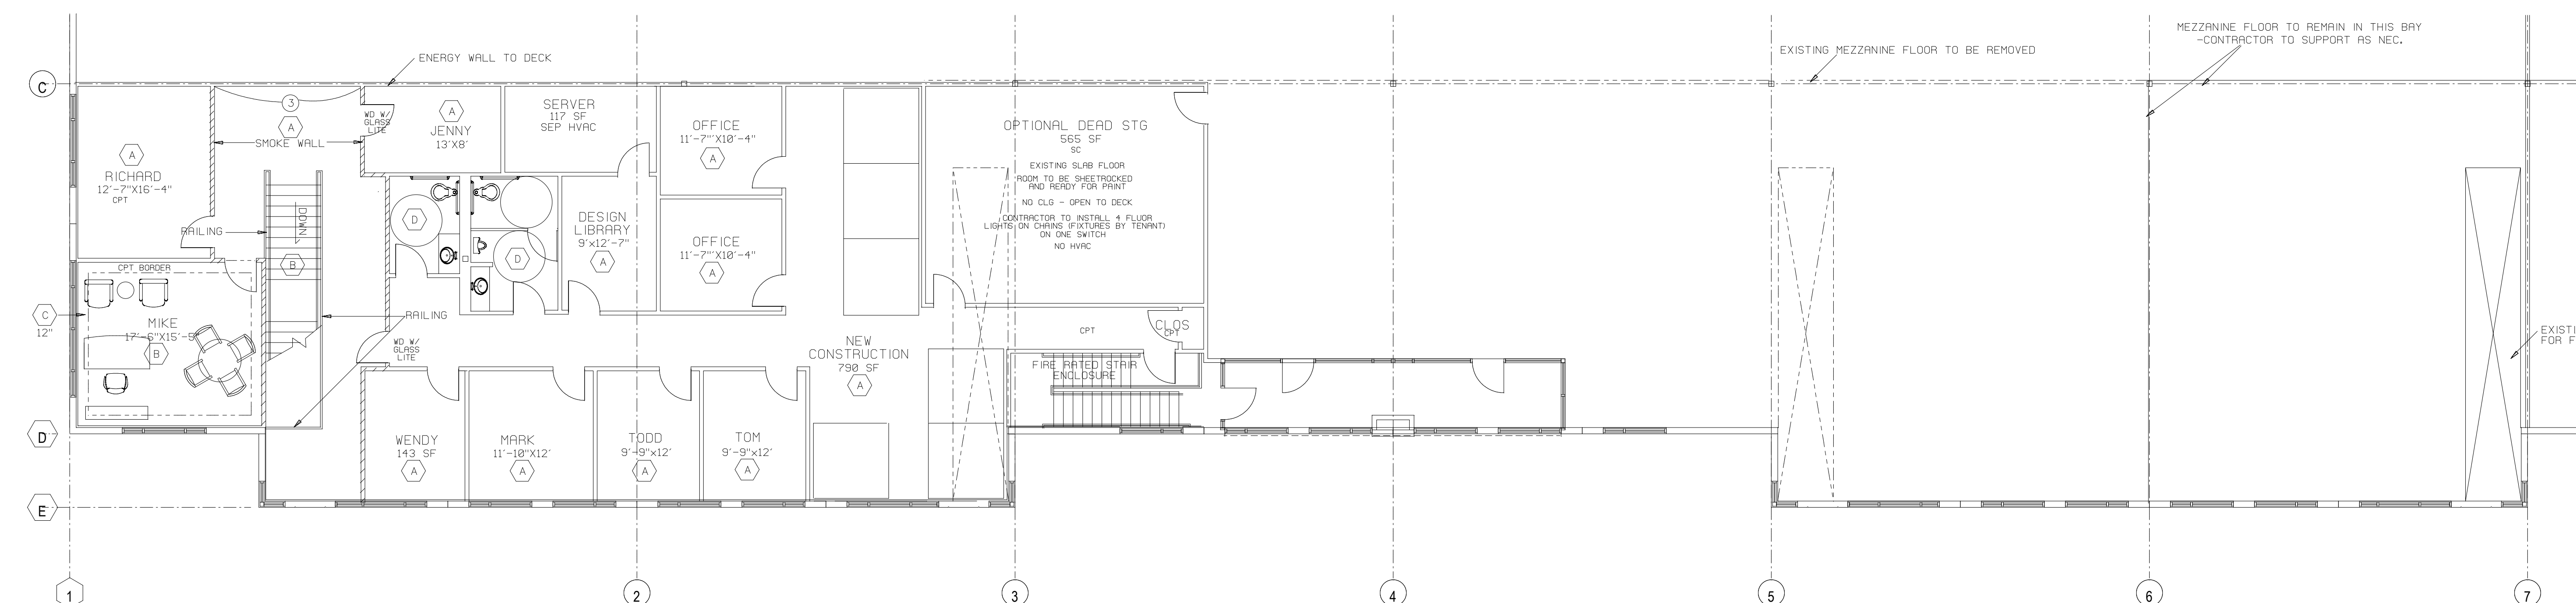 MEZZANINE FLOOR TO REMAIN IN THIS BAY
-CONTRACTOR TO SUPPORT AS NEC.
EXISTING MEZZANINE FLOOR TO BE REMOVED
ENERGY WALL TO DECK
C
3
A
SMOKE WALL
WD W/
GLASS
LITE
A
JENNY
13'X8'
SERVER
117 SF
SEP HVAC
OFFICE
11'-7"X10'-4"
A
OPTIONAL DEAD STG
565 SF
SC
EXISTING SLAB FLOOR
ROOM TO BE SHEETROCKED
AND READY FOR PAINT
NO CLG - OPEN TO DECK
CONTRACTOR TO INSTALL 4 FLUOR
LIGHTS ON CHAINS (FIXTURES BY TENANT)
ON ONE SWITCH
NO HVAC
A
RICHARD
12'-7"X16'-4"
CPT
RAILING
DOWN
B
D
D
DESIGN
LIBRARY
9'x12'-7"
A
OFFICE
11'-7"X10'-4"
A
CPT BORDER
C
12"
MIKE
17'-6"X15'-5"
B
RAILING
WD W/
GLASS
LITE
NEW
CONSTRUCTION
790 SF
A
CPT
CLOS
CPT
FIRE RATED STAIR
ENCLOSURE
EXISTI
FOR F
D
WENDY
143 SF
A
MARK
11'-10"X12'
A
TODD
9'-9"x12'
A
TOM
9'-9"x12'
A
E
1
2
3
4
5
6
7